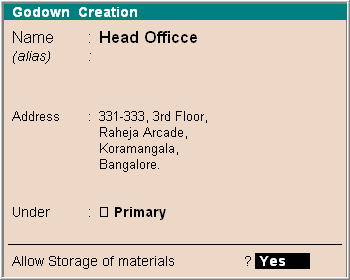 Godown Creation
Name : Head Officce
(alias) :
Address : 331-333, 3rd Floor,
Raheja Arcade,
Koramangala,
Bangalore.
Under : □ Primary
Allow Storage of materials ? Yes